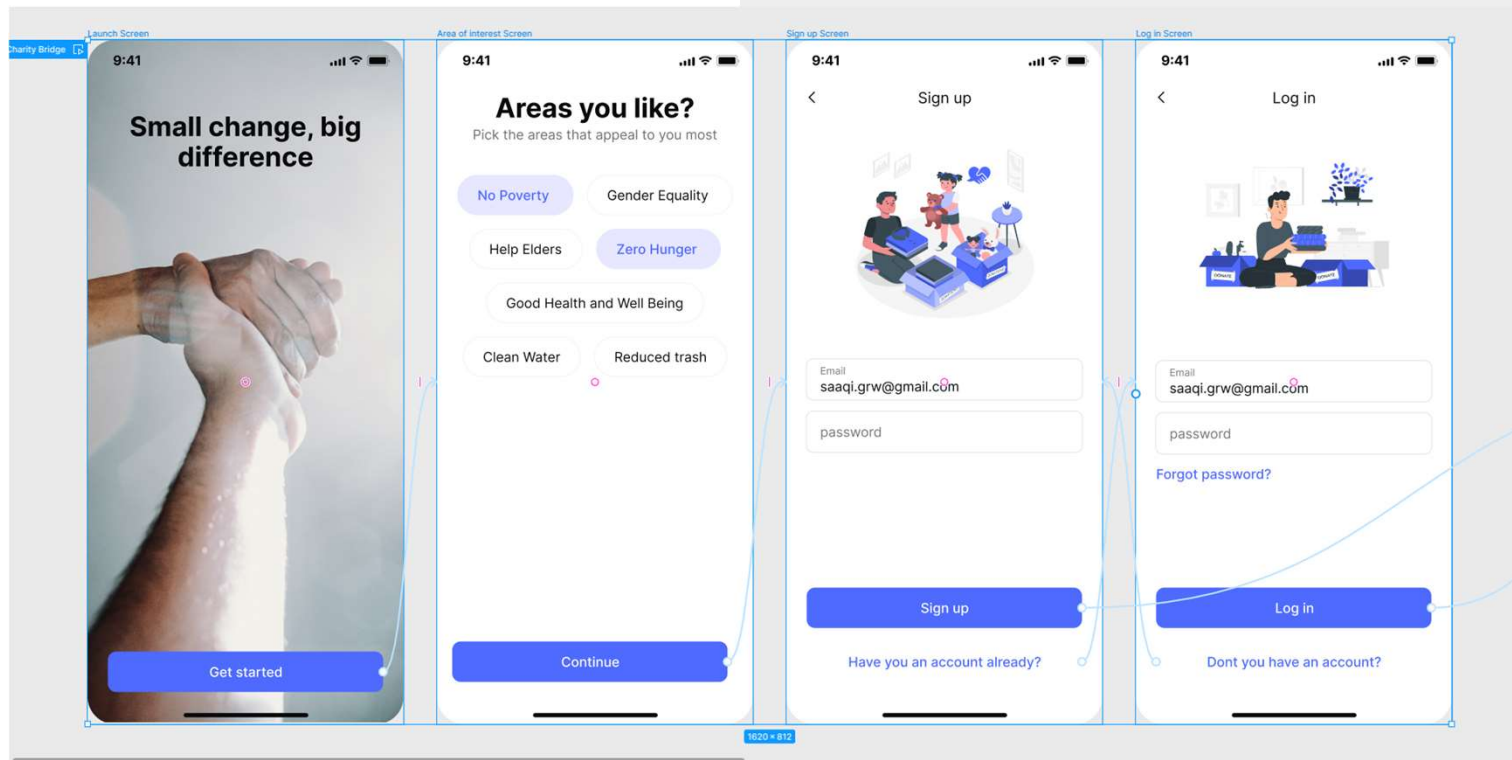 Launch Screen
Area of interest Screen
Sign up Screen
Log in Screen
Charity Bridge
9:41
Small change, big
difference
Get started
9:41
Areas you like?
Pick the areas that appeal to you most
No Poverty
Gender Equality
Help Elders
Zero Hunger
Good Health and Well Being
Clean Water
Reduced trash
Continue
9:41
Sign up
Email
saaqi.grw@gmail.com
password
Sign up
Have you an account already?
9:41
Log in
DONATE
DONATE
Email
saaqi.grw@gmail.com
password
Forgot password?
Log in
Dont you have an account?
1620 × 812